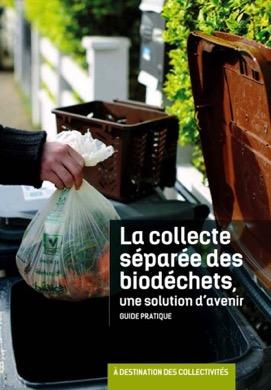 La collecte
séparée des
biodéchets,
une solution d'avenir
GUIDE PRATIQUE
À DESTINATION DES COLLECTIVITÉS